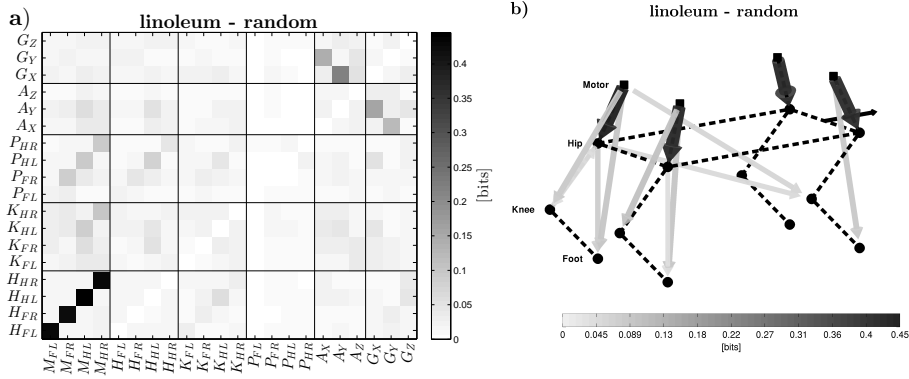 a)
linoleum - random
G_Z
G_Y
G_X
A_Z
A_Y
A_X
P_HR
P_HL
P_FR
P_FL
K_HR
K_HL
K_FR
K_FL
H_HR
H_HL
H_FR
H_FL
M_FL M_FR M_HL M_HR H_FL H_FR H_HL H_HR K_FL K_FR K_HL K_HR P_FL P_FR P_HL P_HR A_X A_Y A_Z G_X G_Y G_Z
0.4
0.35
0.3
0.25
0.2
0.15
0.1
0.05
0
[bits]
b)
linoleum - random
Motor
Hip
Knee
Foot
0 0.045 0.089 0.13 0.18 0.22 0.27 0.31 0.36 0.4 0.45
[bits]